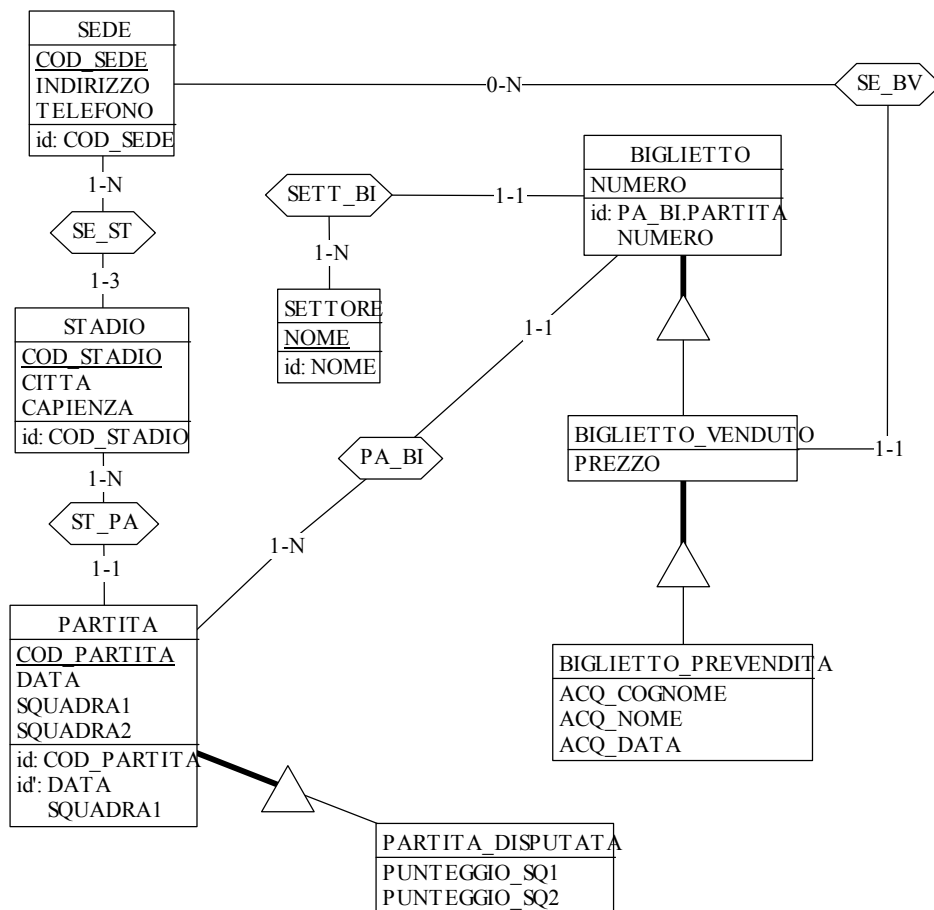 SEDE
COD_SEDE
INDIRIZZO
TELEFONO
id: COD_SEDE
0-N
SE_BV
1-N
SE_ST
1-3
SETT_BI
1-1
1-N
SETTORE
NOME
id: NOME
BIGLIETTO
NUMERO
id: PA_BI.PARTITA
NUMERO
STADIO
COD_STADIO
CITTA
CAPIENZA
id: COD_STADIO
1-1
PA_BI
1-N
BIGLIETTO_VENDUTO
PREZZO
1-1
1-N
ST_PA
1-1
PARTITA
COD_PARTITA
DATA
SQUADRA1
SQUADRA2
id: COD_PARTITA
id': DATA
SQUADRA1
BIGLIETTO_PREVENDITA
ACQ_COGNOME
ACQ_NOME
ACQ_DATA
PARTITA_DISPUTATA
PUNTEGGIO_SQ1
PUNTEGGIO_SQ2